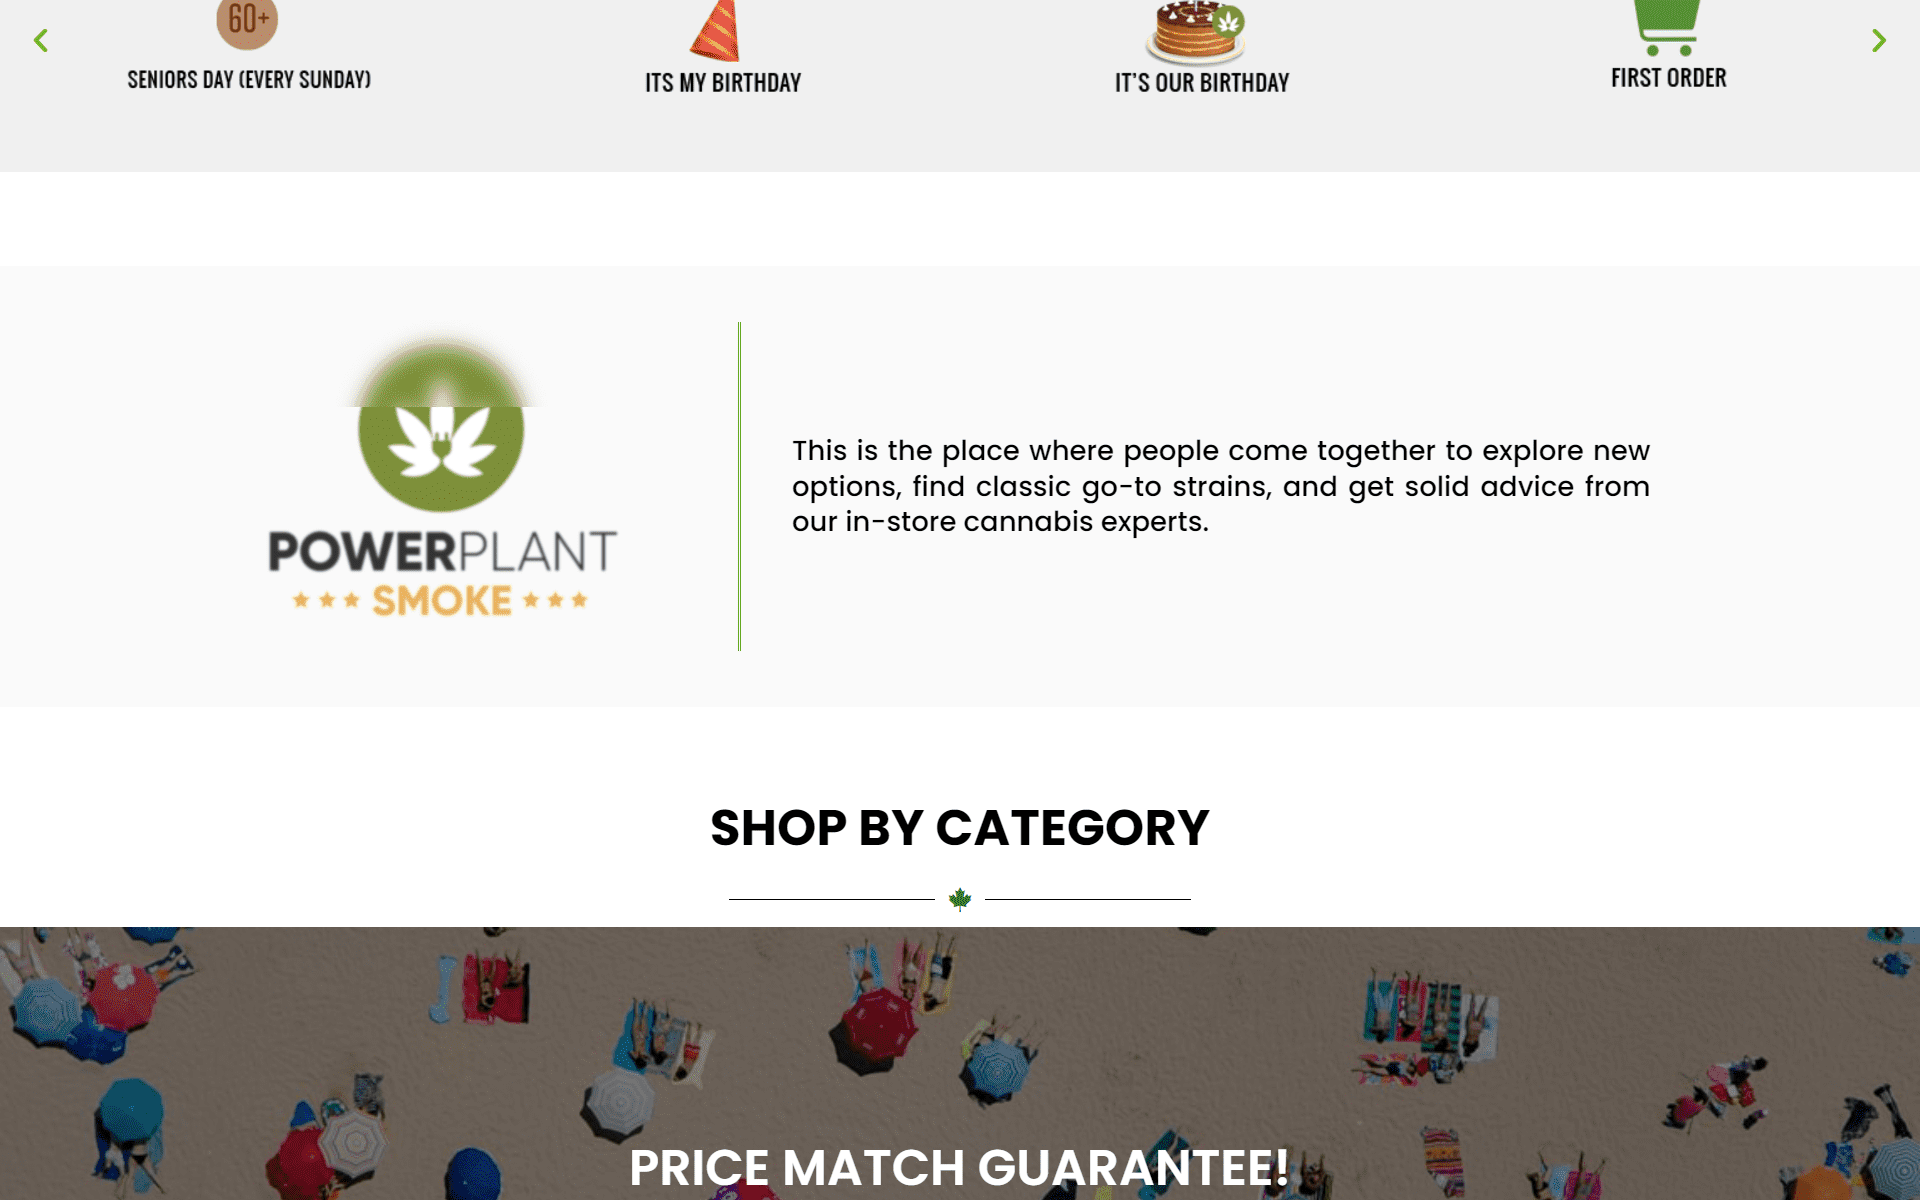 60+
SENIORS DAY (EVERY SUNDAY)
ITS MY BIRTHDAY
IT'S OUR BIRTHDAY
FIRST ORDER
POWERPLANT
SMOKE
This is the place where people come together to explore new
options, find classic go-to strains, and get solid advice from
our in-store cannabis experts.
SHOP BY CATEGORY
PRICE MATCH GUARANTEE!